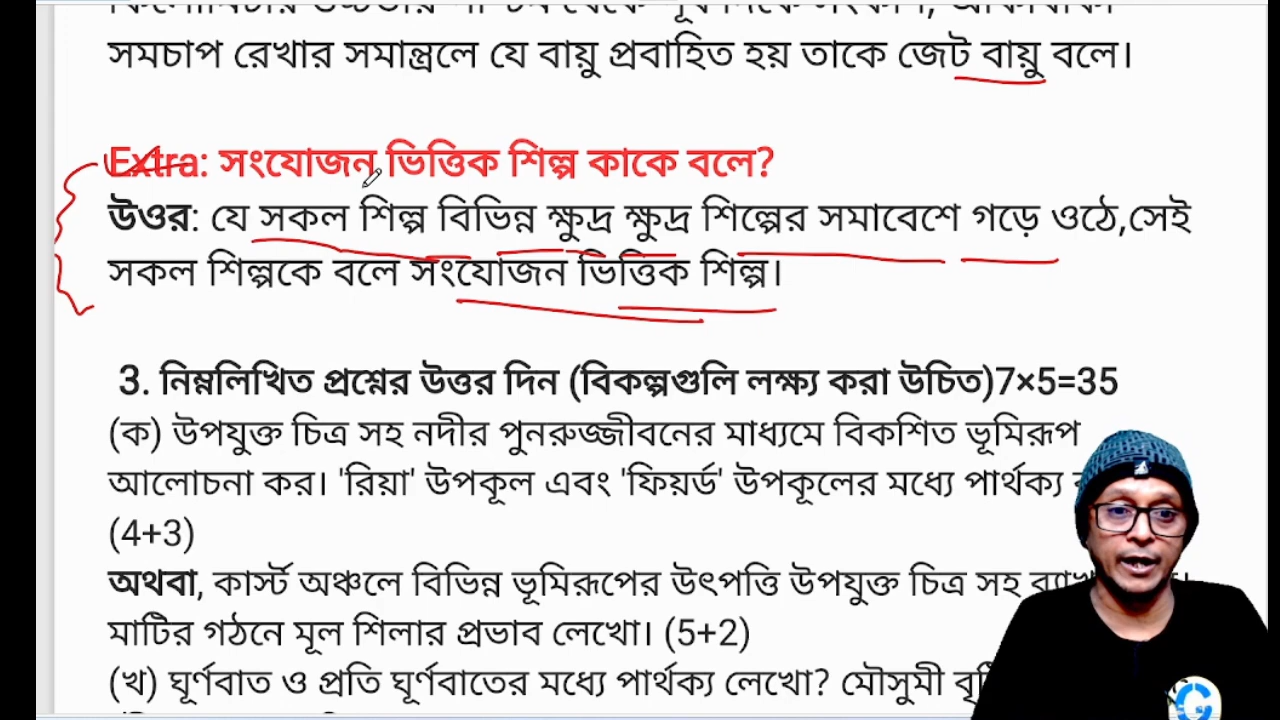 সমচাপ রেখার সমান্ত্রলে যে বায়ু প্রবাহিত হয় তাকে জেট বায়ু বলে।
Extra: সংযোজন ভিত্তিক শিল্প কাকে বলে?
উওর: যে সকল শিল্প বিভিন্ন ক্ষুদ্র ক্ষুদ্র শিল্পের সমাবেশে গড়ে ওঠে,সেই
সকল শিল্পকে বলে সংযোজন ভিত্তিক শিল্প।
3. নিম্নলিখিত প্রশ্নের উত্তর দিন (বিকল্পগুলি লক্ষ্য করা উচিত)7×5=35
(ক) উপযুক্ত চিত্র সহ নদীর পুনরুজ্জীবনের মাধ্যমে বিকশিত ভূমিরূপ
আলোচনা কর। 'রিয়া' উপকূল এবং 'ফিয়র্ড' উপকূলের মধ্যে পার্থক্য
(4+3)
অথবা, কার্স্ট অঞ্চলে বিভিন্ন ভূমিরূপের উৎপত্তি উপযুক্ত চিত্র সহ
মাটির গঠনে মূল শিলার প্রভাব লেখো। (5+2)
(খ) ঘূর্ণবাত ও প্রতি ঘূর্ণবাতের মধ্যে পার্থক্য লেখো? মৌসুমী